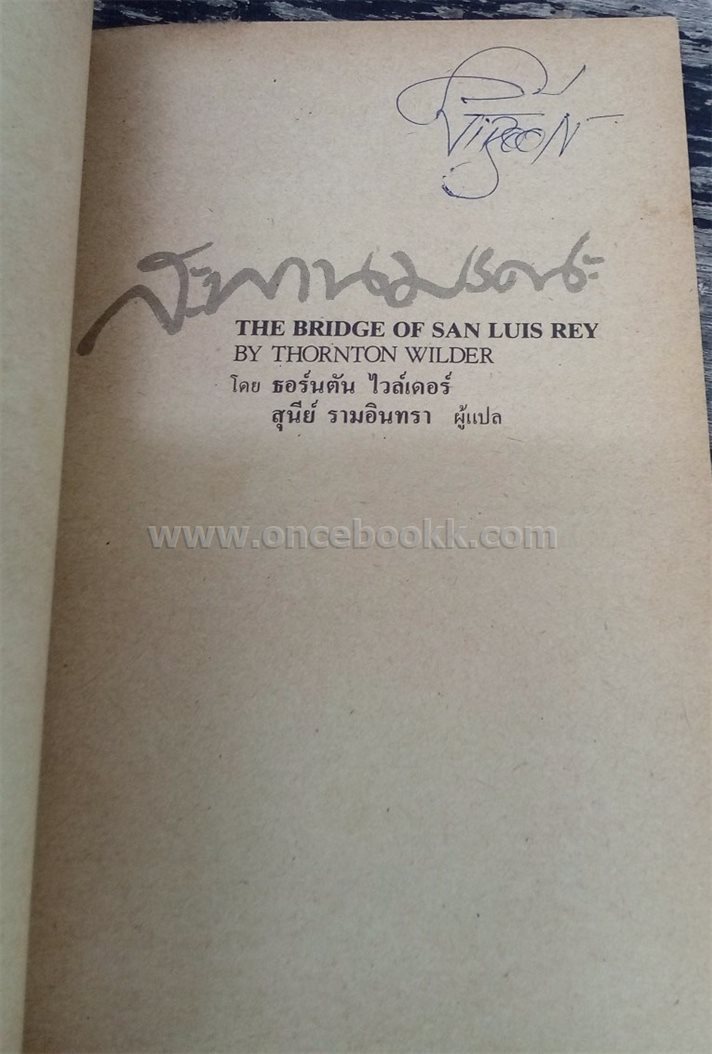 สะพานมรณะ
THE BRIDGE OF SAN LUIS REY
BY THORNTON WILDER
โดย ธอร์นตัน ไวล์เดอร์
สุนีย์ รามอินทรา ผู้แปล
www.oncebookk.com